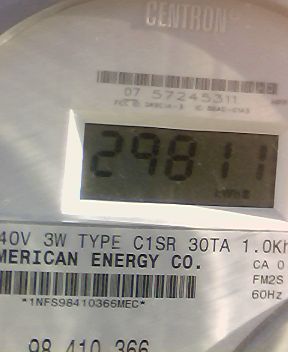 CENTRON®
07 57245311
29811
kWh
40V 3W TYPE C1SR 30TA 1.0Kh
MERICAN ENERGY CO.
CA 0
FM2S
60Hz
*1NFS98410366MEC*
98 410 366